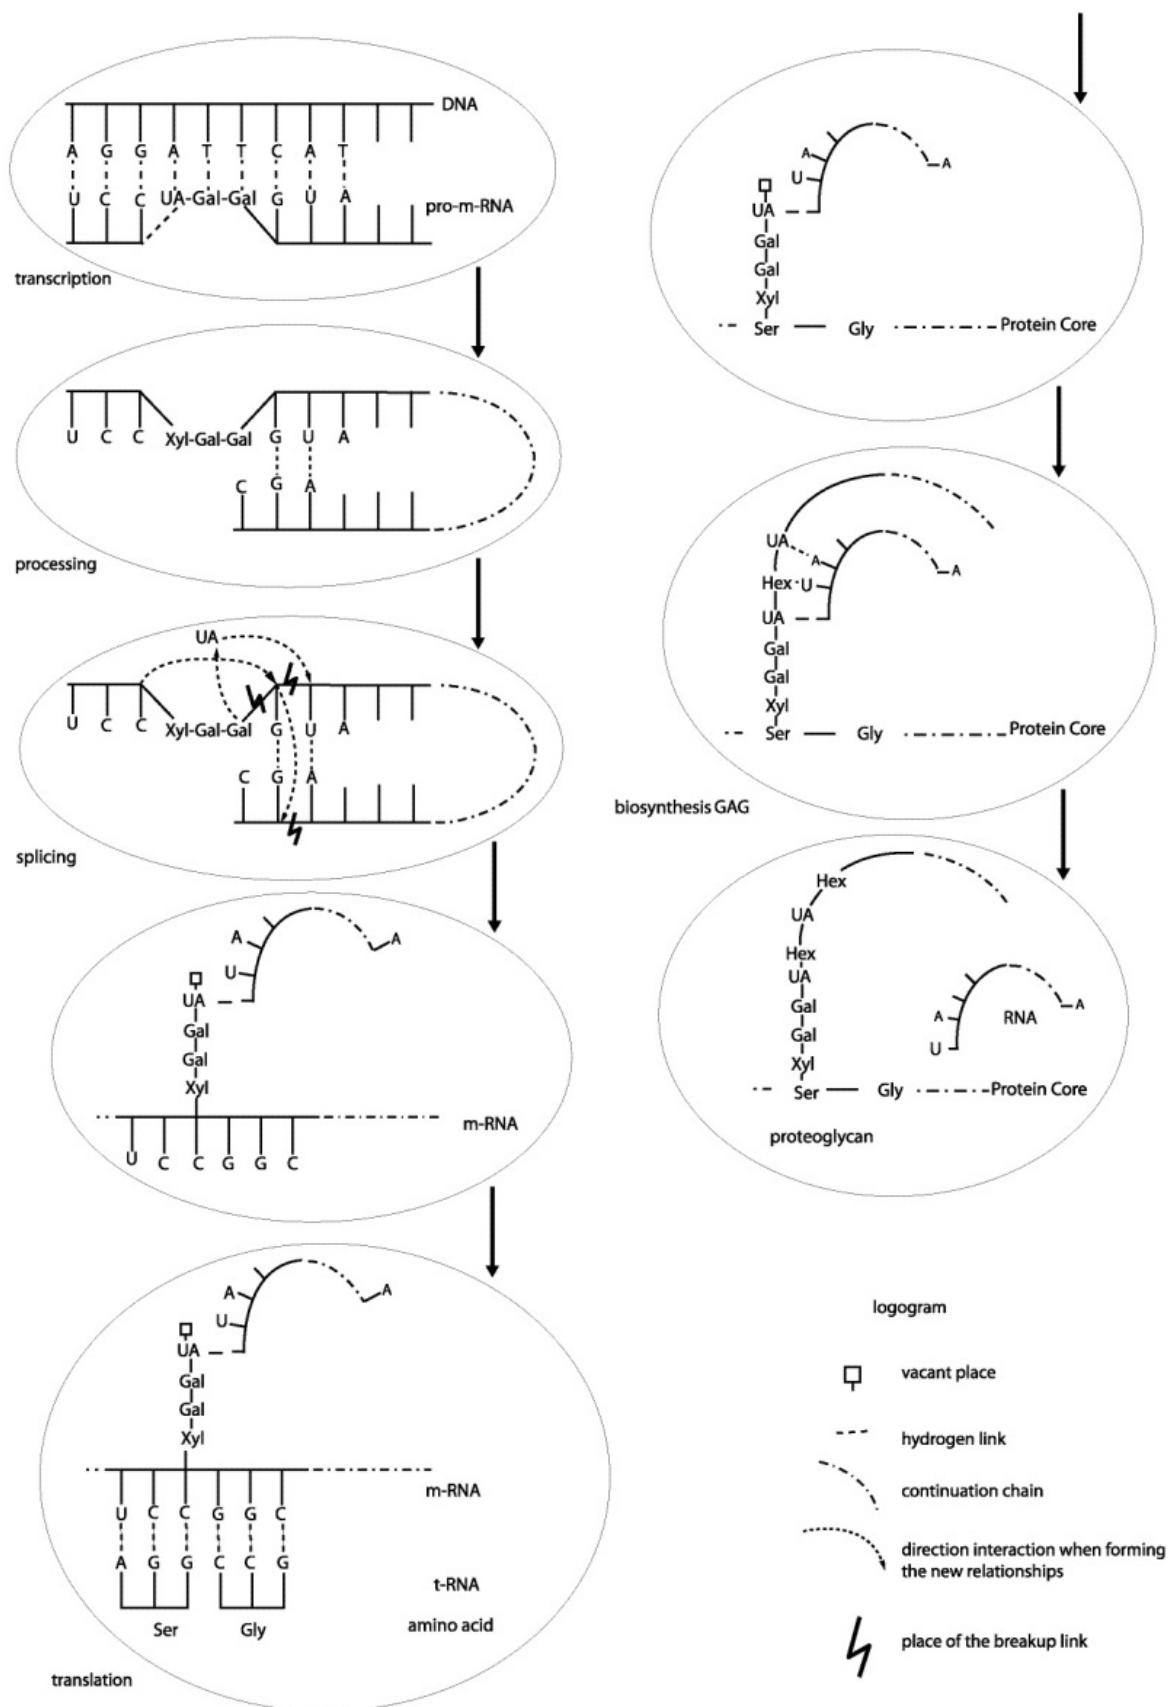 DNA
A G G A T T C A T
U C C UA-Gal-Gal G U A
pro-m-RNA
transcription
U C C Xyl-Gal-Gal G U A
C G A
processing
UA
U C C Xyl-Gal-Gal G U A
C G A
splicing
A A
U
UA
Gal
Gal
Xyl
m-RNA
U C C G G C
A A
U
UA
Gal
Gal
Xyl
m-RNA
U C C G G C
A G G C C G
t-RNA
Ser Gly
amino acid
translation
A A
U
UA
Gal
Gal
Xyl
Ser Gly Protein Core
UA
A A
Hex U
UA
Gal
Gal
Xyl
Ser Gly Protein Core
biosynthesis GAG
Hex
UA
Hex
UA
Gal
A RNA A
Gal
U
Xyl
Ser Gly Protein Core
proteoglycan
logogram
vacant place
hydrogen link
continuation chain
direction interaction when forming
the new relationships
place of the breakup link